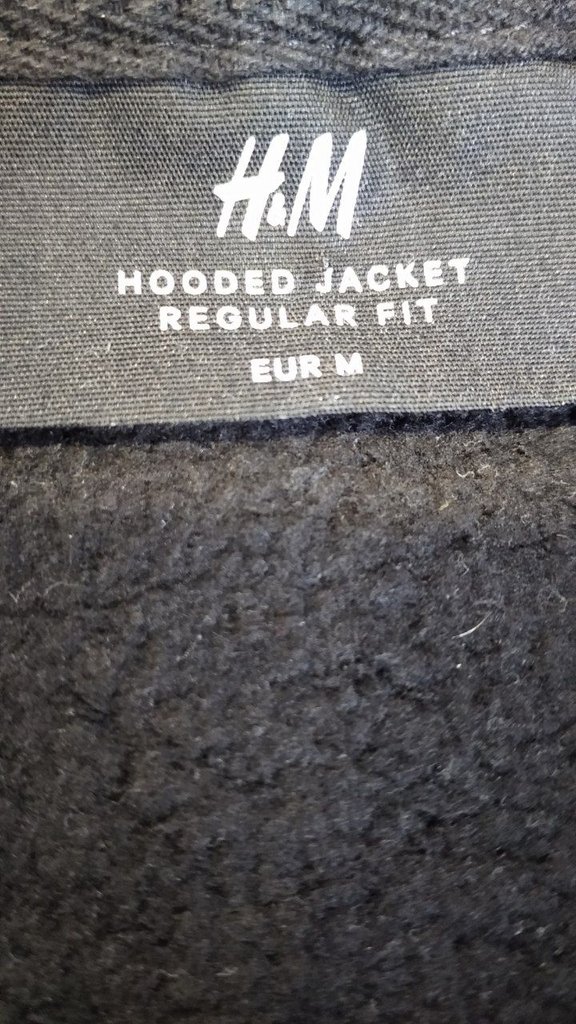 H&M
HOODED JACKET
REGULAR FIT
EUR M